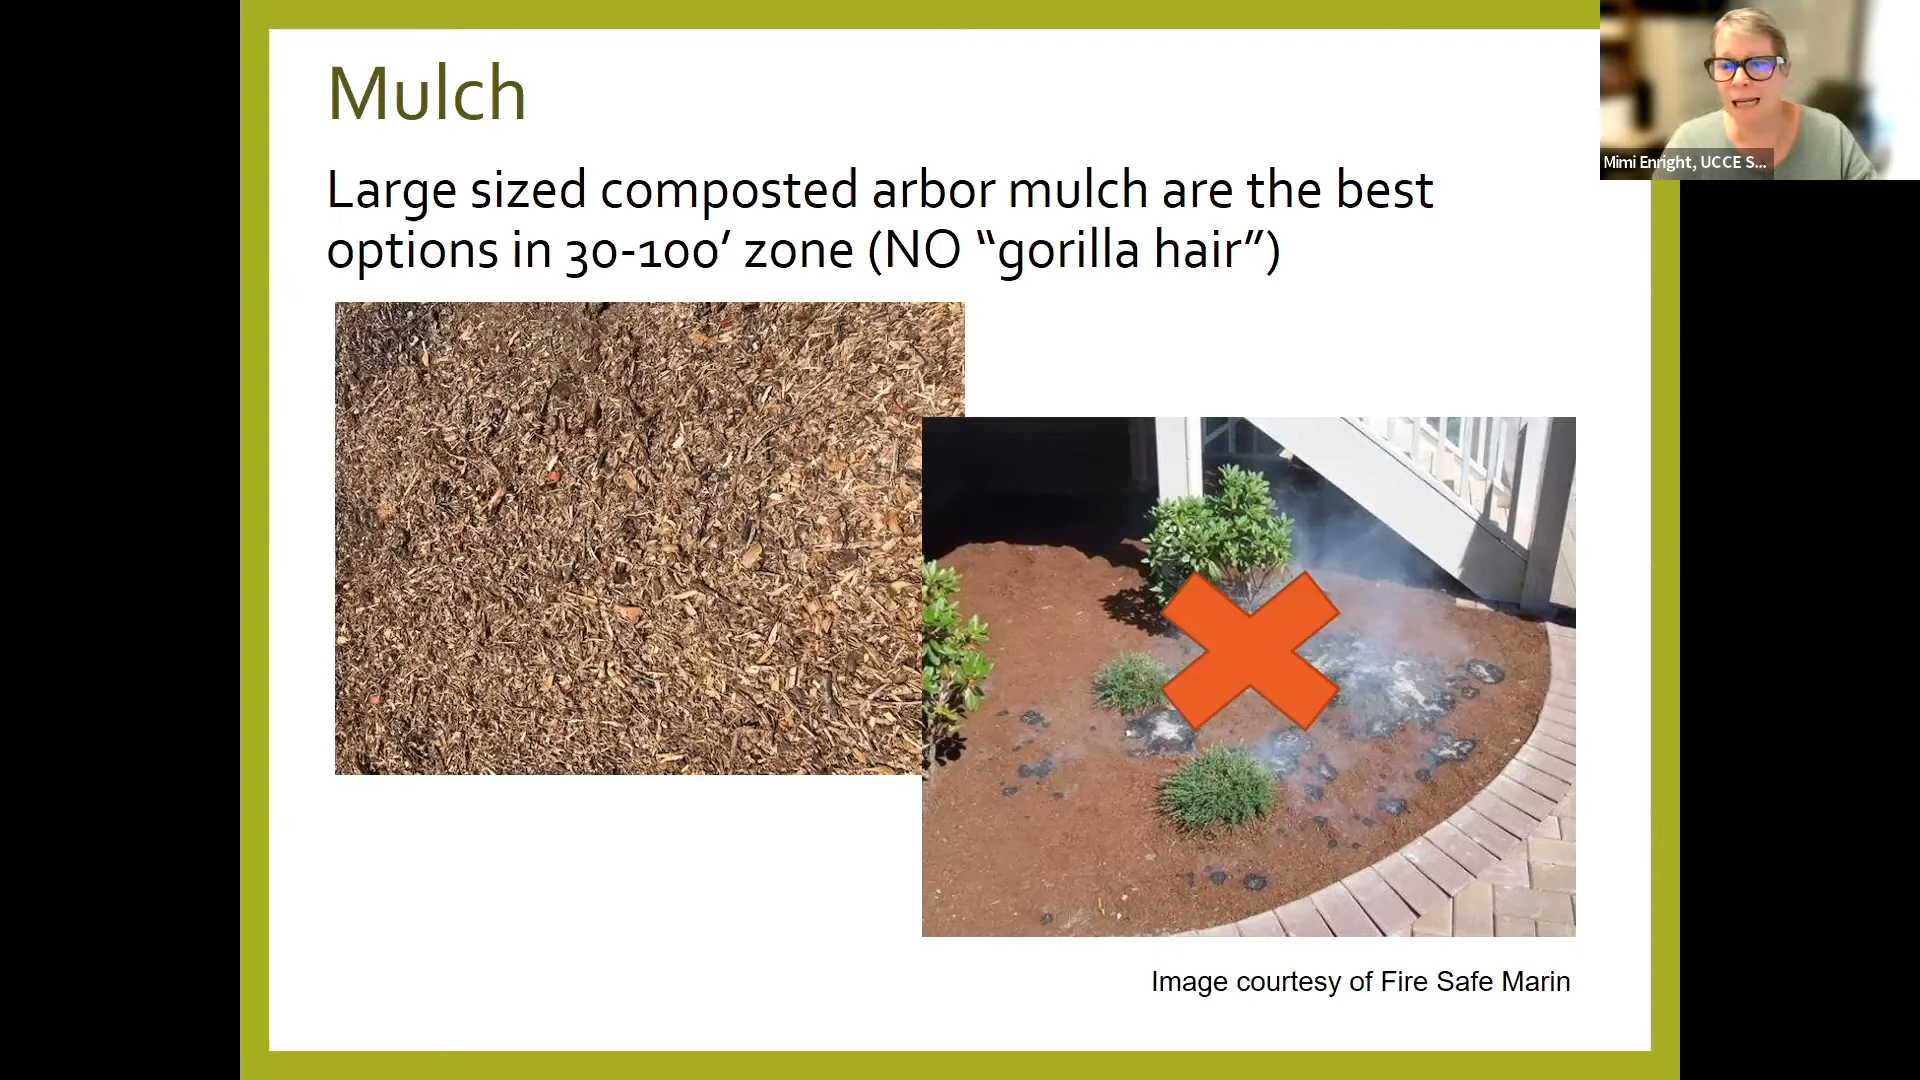 Mulch
Large sized composted arbor mulch are the best
options in 30-100’ zone (NO “gorilla hair”)
Image courtesy of Fire Safe Marin
Mimi Enright, UCCE S...